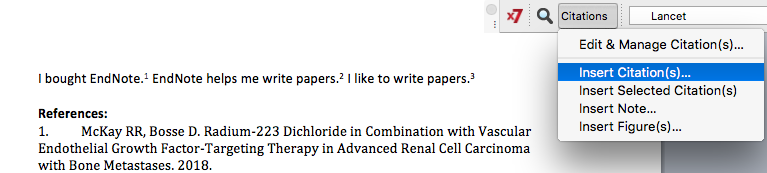 x7 Citations Lancet
Edit & Manage Citation(s)...
Insert Citation(s)...
Insert Selected Citation(s)
Insert Note...
Insert Figure(s)...
I bought EndNote.¹ EndNote helps me write papers.² I like to write papers.³
References:
1. McKay RR, Bosse D. Radium-223 Dichloride in Combination with Vascular
Endothelial Growth Factor-Targeting Therapy in Advanced Renal Cell Carcinoma
with Bone Metastases. 2018.